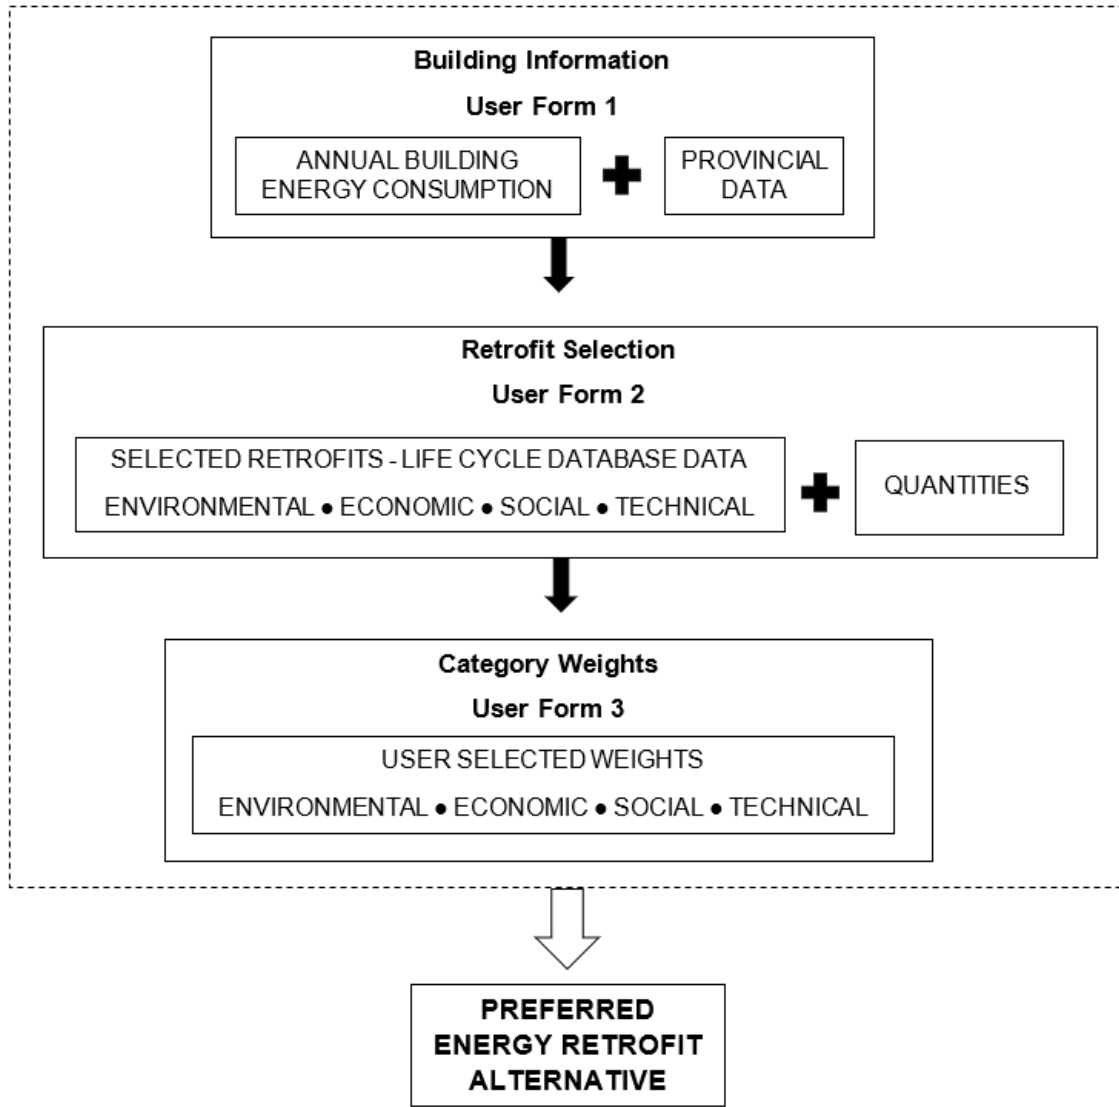 Building Information
User Form 1
ANNUAL BUILDING
ENERGY CONSUMPTION
PROVINCIAL
DATA
Retrofit Selection
User Form 2
SELECTED RETROFITS - LIFE CYCLE DATABASE DATA
ENVIRONMENTAL ● ECONOMIC ● SOCIAL ● TECHNICAL
QUANTITIES
Category Weights
User Form 3
USER SELECTED WEIGHTS
ENVIRONMENTAL ● ECONOMIC ● SOCIAL ● TECHNICAL
PREFERRED
ENERGY RETROFIT
ALTERNATIVE